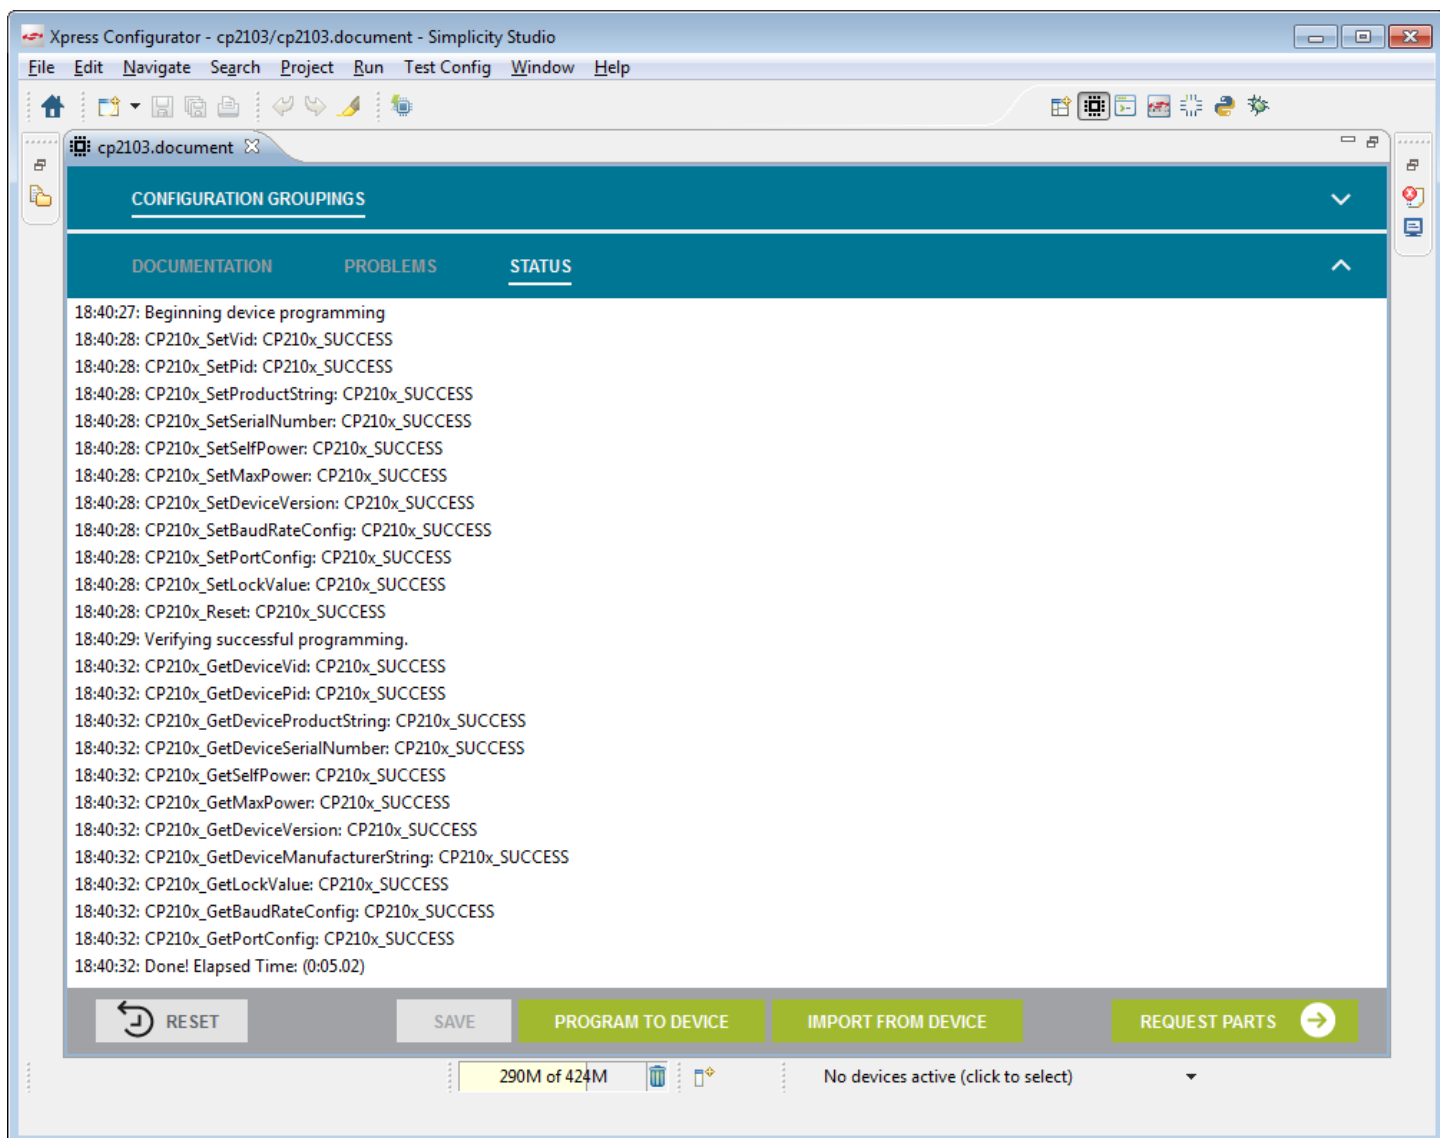 Xpress Configurator - cp2103/cp2103.document - Simplicity Studio
File Edit Navigate Search Project Run Test Config Window Help
cp2103.document
CONFIGURATION GROUPINGS
DOCUMENTATION PROBLEMS STATUS
18:40:27: Beginning device programming
18:40:28: CP210x_SetVid: CP210x_SUCCESS
18:40:28: CP210x_SetPid: CP210x_SUCCESS
18:40:28: CP210x_SetProductString: CP210x_SUCCESS
18:40:28: CP210x_SetSerialNumber: CP210x_SUCCESS
18:40:28: CP210x_SetSelfPower: CP210x_SUCCESS
18:40:28: CP210x_SetMaxPower: CP210x_SUCCESS
18:40:28: CP210x_SetDeviceVersion: CP210x_SUCCESS
18:40:28: CP210x_SetBaudRateConfig: CP210x_SUCCESS
18:40:28: CP210x_SetPortConfig: CP210x_SUCCESS
18:40:28: CP210x_SetLockValue: CP210x_SUCCESS
18:40:28: CP210x_Reset: CP210x_SUCCESS
18:40:29: Verifying successful programming.
18:40:32: CP210x_GetDeviceVid: CP210x_SUCCESS
18:40:32: CP210x_GetDevicePid: CP210x_SUCCESS
18:40:32: CP210x_GetDeviceProductString: CP210x_SUCCESS
18:40:32: CP210x_GetDeviceSerialNumber: CP210x_SUCCESS
18:40:32: CP210x_GetSelfPower: CP210x_SUCCESS
18:40:32: CP210x_GetMaxPower: CP210x_SUCCESS
18:40:32: CP210x_GetDeviceVersion: CP210x_SUCCESS
18:40:32: CP210x_GetDeviceManufacturerString: CP210x_SUCCESS
18:40:32: CP210x_GetLockValue: CP210x_SUCCESS
18:40:32: CP210x_GetBaudRateConfig: CP210x_SUCCESS
18:40:32: CP210x_GetPortConfig: CP210x_SUCCESS
18:40:32: Done! Elapsed Time: (0:05.02)
RESET SAVE PROGRAM TO DEVICE IMPORT FROM DEVICE REQUEST PARTS
290M of 424M No devices active (click to select)